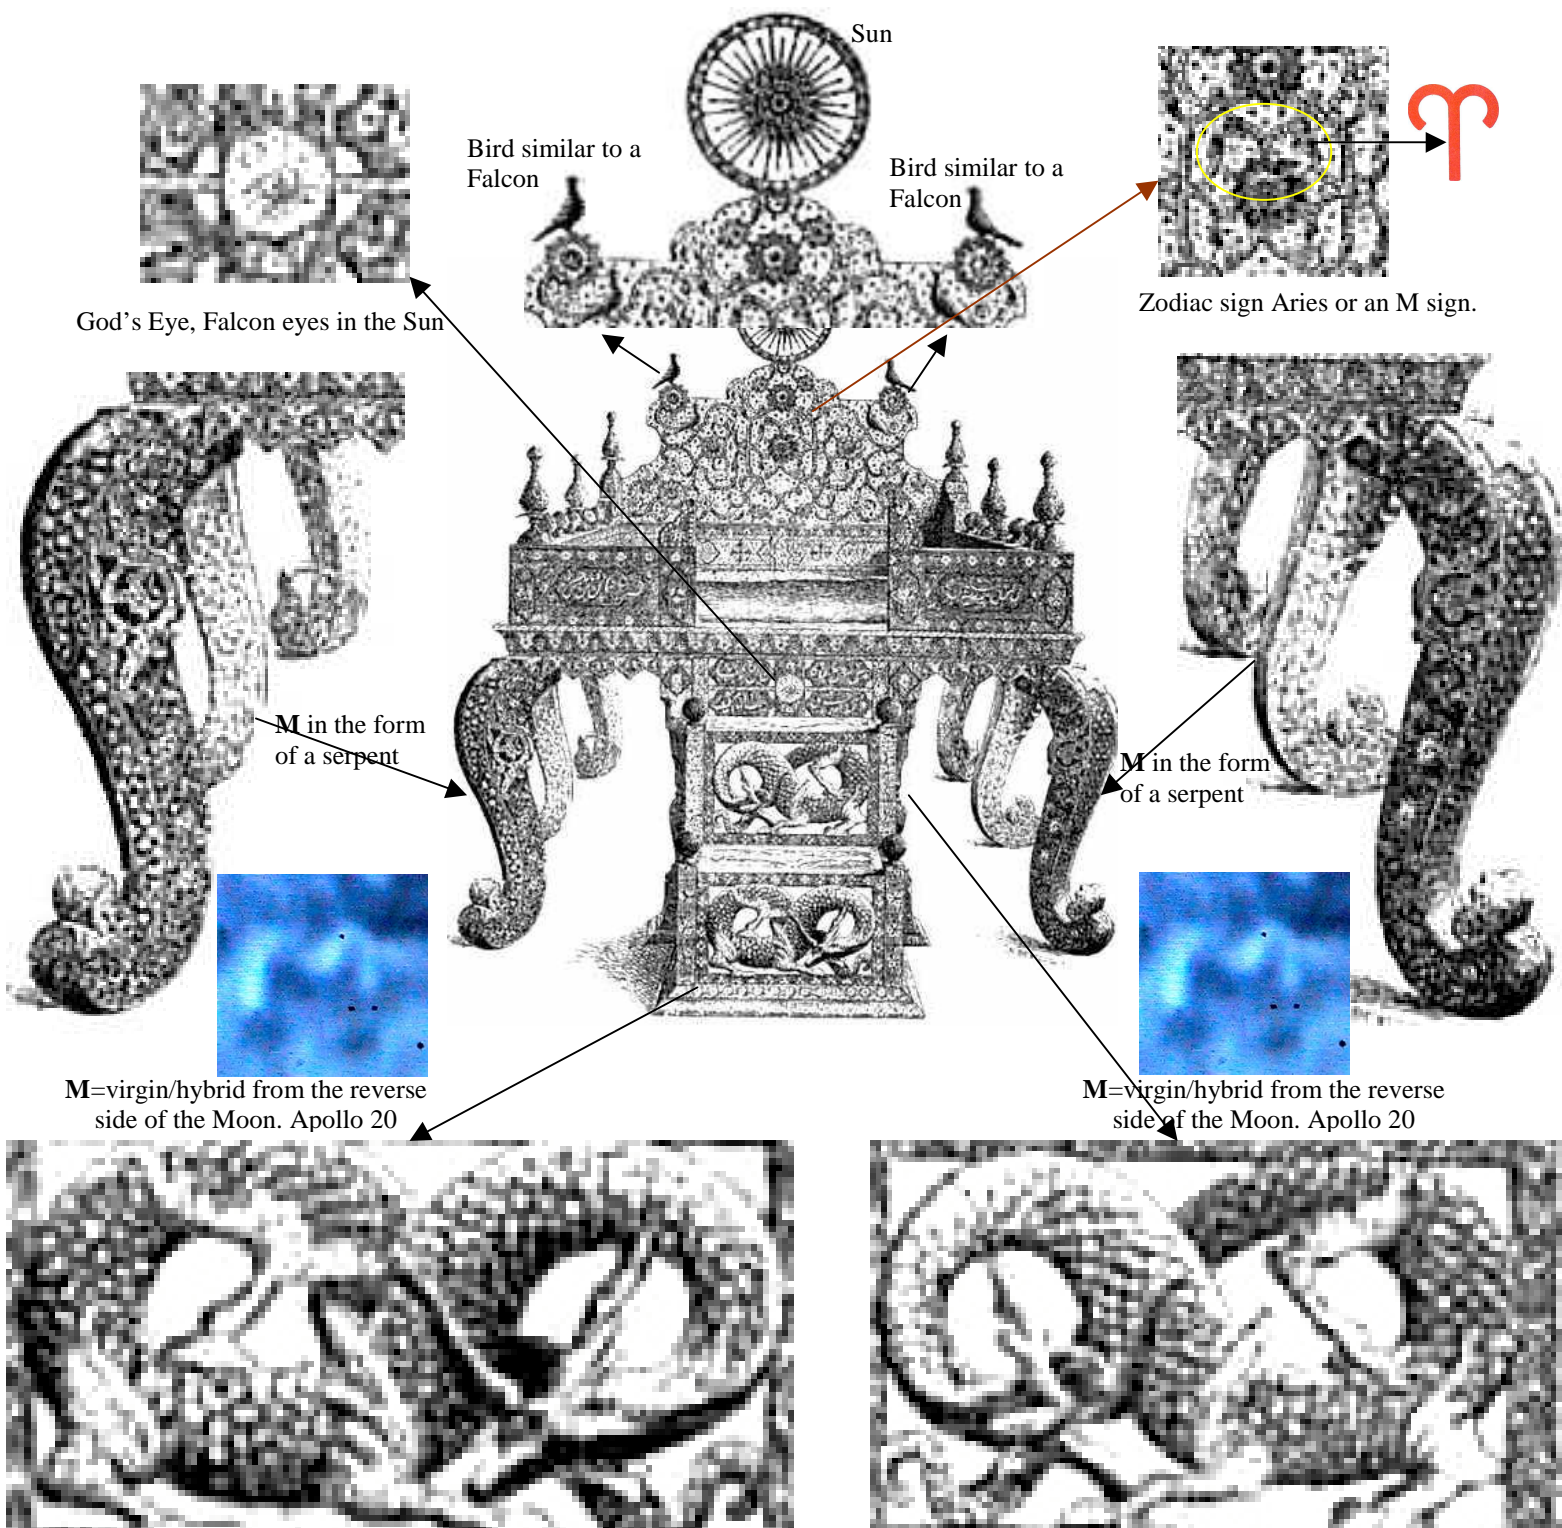 Sun
Bird similar to a
Falcon
Bird similar to a
Falcon
God’s Eye, Falcon eyes in the Sun
Zodiac sign Aries or an M sign.
M in the form
of a serpent
M in the form
of a serpent
M=virgin/hybrid from the reverse
side of the Moon. Apollo 20
M=virgin/hybrid from the reverse
side of the Moon. Apollo 20